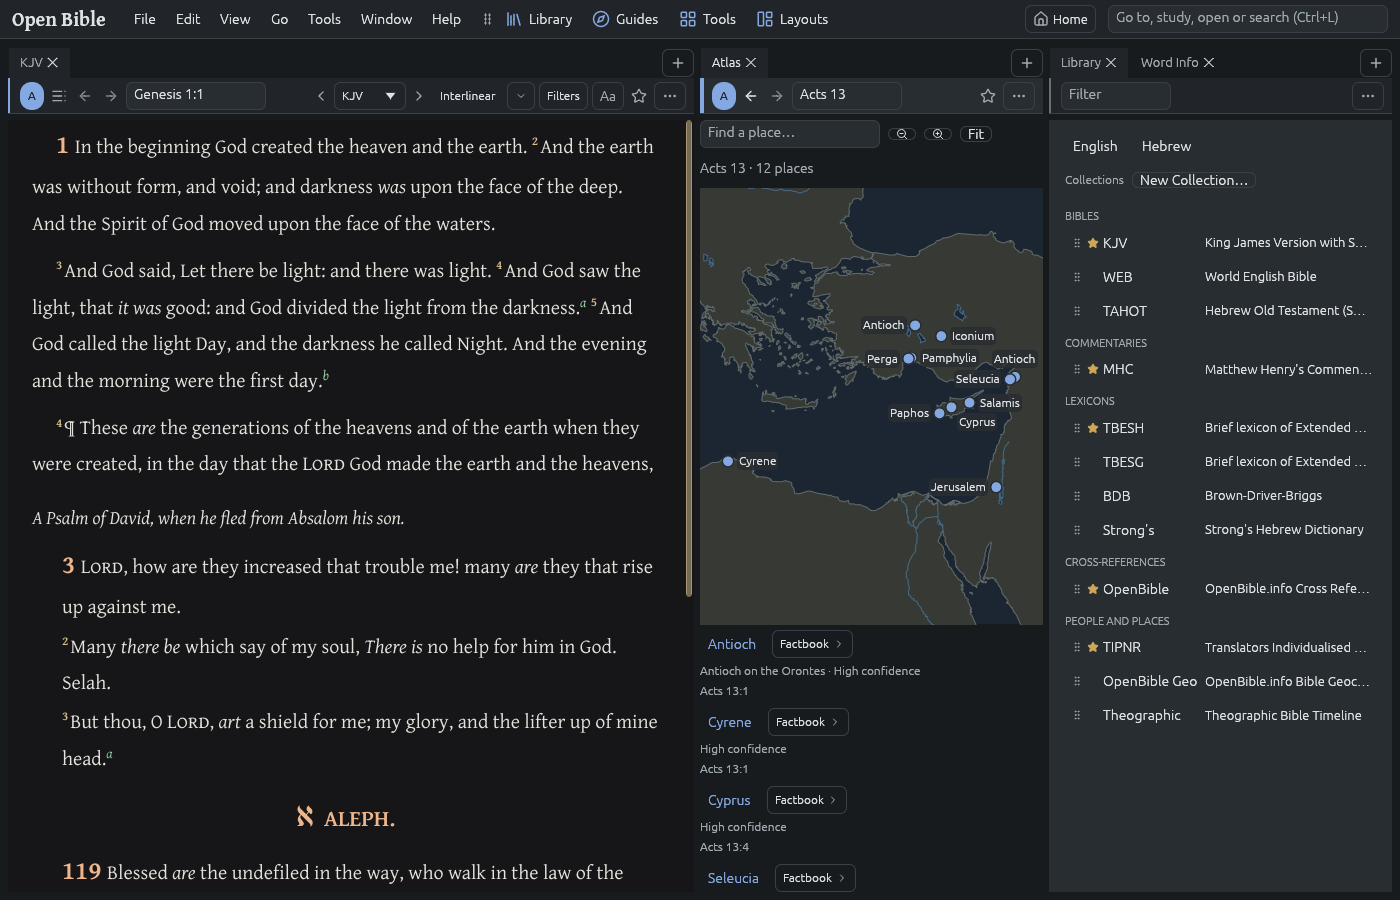 Open Bible File Edit View Go Tools Window Help Library Guides Tools Layouts Home Go to, study, open or search (Ctrl+L)
KJV
A Genesis 1:1 KJV Interlinear Filters Aa
1 In the beginning God created the heaven and the earth. 2 And the earth
was without form, and void; and darkness was upon the face of the deep.
And the Spirit of God moved upon the face of the waters.
3 And God said, Let there be light: and there was light. 4 And God saw the
light, that it was good: and God divided the light from the darkness.a 5 And
God called the light Day, and the darkness he called Night. And the evening
and the morning were the first day.b
4 ¶ These are the generations of the heavens and of the earth when they
were created, in the day that the LORD God made the earth and the heavens,
A Psalm of David, when he fled from Absalom his son.
3 LORD, how are they increased that trouble me! many are they that rise
up against me.
2 Many there be which say of my soul, There is no help for him in God.
Selah.
3 But thou, O LORD, art a shield for me; my glory, and the lifter up of mine
head.a
א ALEPH.
119 Blessed are the undefiled in the way, who walk in the law of the
Atlas
A Acts 13
Find a place... Fit
Acts 13 · 12 places
Antioch
Iconium
Perga Pamphylia Antioch
Seleucia
Paphos Salamis
Cyprus
Cyrene
Jerusalem
Antioch Factbook
Antioch on the Orontes · High confidence
Acts 13:1
Cyrene Factbook
High confidence
Acts 13:1
Cyprus Factbook
High confidence
Acts 13:4
Seleucia Factbook
Library Word Info
Filter
English Hebrew
Collections New Collection...
BIBLES
KJV King James Version with S...
WEB World English Bible
TAHOT Hebrew Old Testament (S...
COMMENTARIES
MHC Matthew Henry's Commen...
LEXICONS
TBESH Brief lexicon of Extended ...
TBESG Brief lexicon of Extended ...
BDB Brown-Driver-Briggs
Strong's Strong's Hebrew Dictionary
CROSS-REFERENCES
OpenBible OpenBible.info Cross Refe...
PEOPLE AND PLACES
TIPNR Translators Individualised ...
OpenBible Geo OpenBible.info Bible Geoc...
Theographic Theographic Bible Timeline